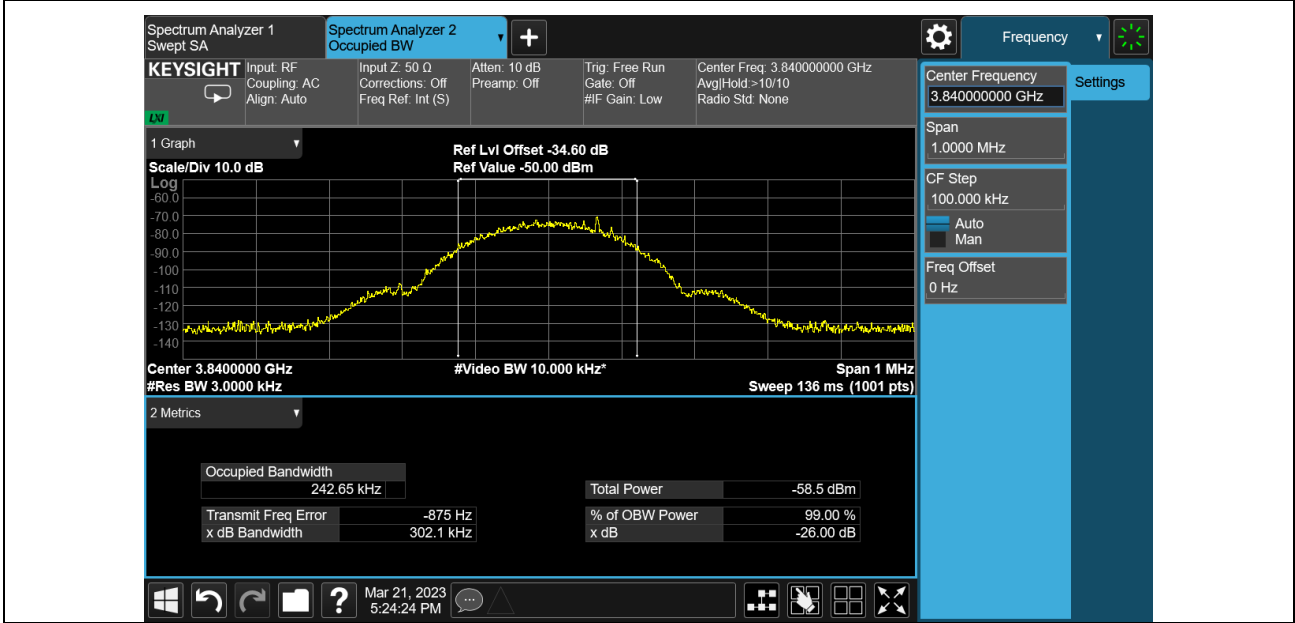 Spectrum Analyzer 1
Swept SA
Spectrum Analyzer 2
Occupied BW
Frequency
KEYSIGHT
LXI
Input: RF
Coupling: AC
Align: Auto
Input Z: 50 Ω
Corrections: Off
Freq Ref: Int (S)
Atten: 10 dB
Preamp: Off
Trig: Free Run
Gate: Off
#IF Gain: Low
Center Freq: 3.840000000 GHz
Avg|Hold:>10/10
Radio Std: None
1 Graph
Scale/Div 10.0 dB
Ref Lvl Offset -34.60 dB
Ref Value -50.00 dBm
Log
-60.0
-70.0
-80.0
-90.0
-100
-110
-120
-130
-140
Center 3.8400000 GHz
#Res BW 3.0000 kHz
#Video BW 10.000 kHz*
Span 1 MHz
Sweep 136 ms (1001 pts)
2 Metrics
Occupied Bandwidth
242.65 kHz
Transmit Freq Error -875 Hz
x dB Bandwidth 302.1 kHz
Total Power -58.5 dBm
% of OBW Power 99.00 %
x dB -26.00 dB
?
Mar 21, 2023
5:24:24 PM
Center Frequency
3.840000000 GHz
Settings
Span
1.0000 MHz
CF Step
100.000 kHz
Auto
Man
Freq Offset
0 Hz